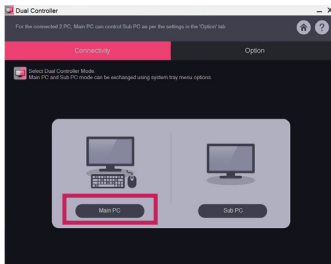 Dual Controller
For the connected 2 PC, Main PC can control Sub PC as per the settings in the 'Option' tab.
?
Connectivity
Option
Select Dual Controller Mode.
Main PC and Sub PC mode can be exchanged using system tray menu options.
Main PC
Sub PC